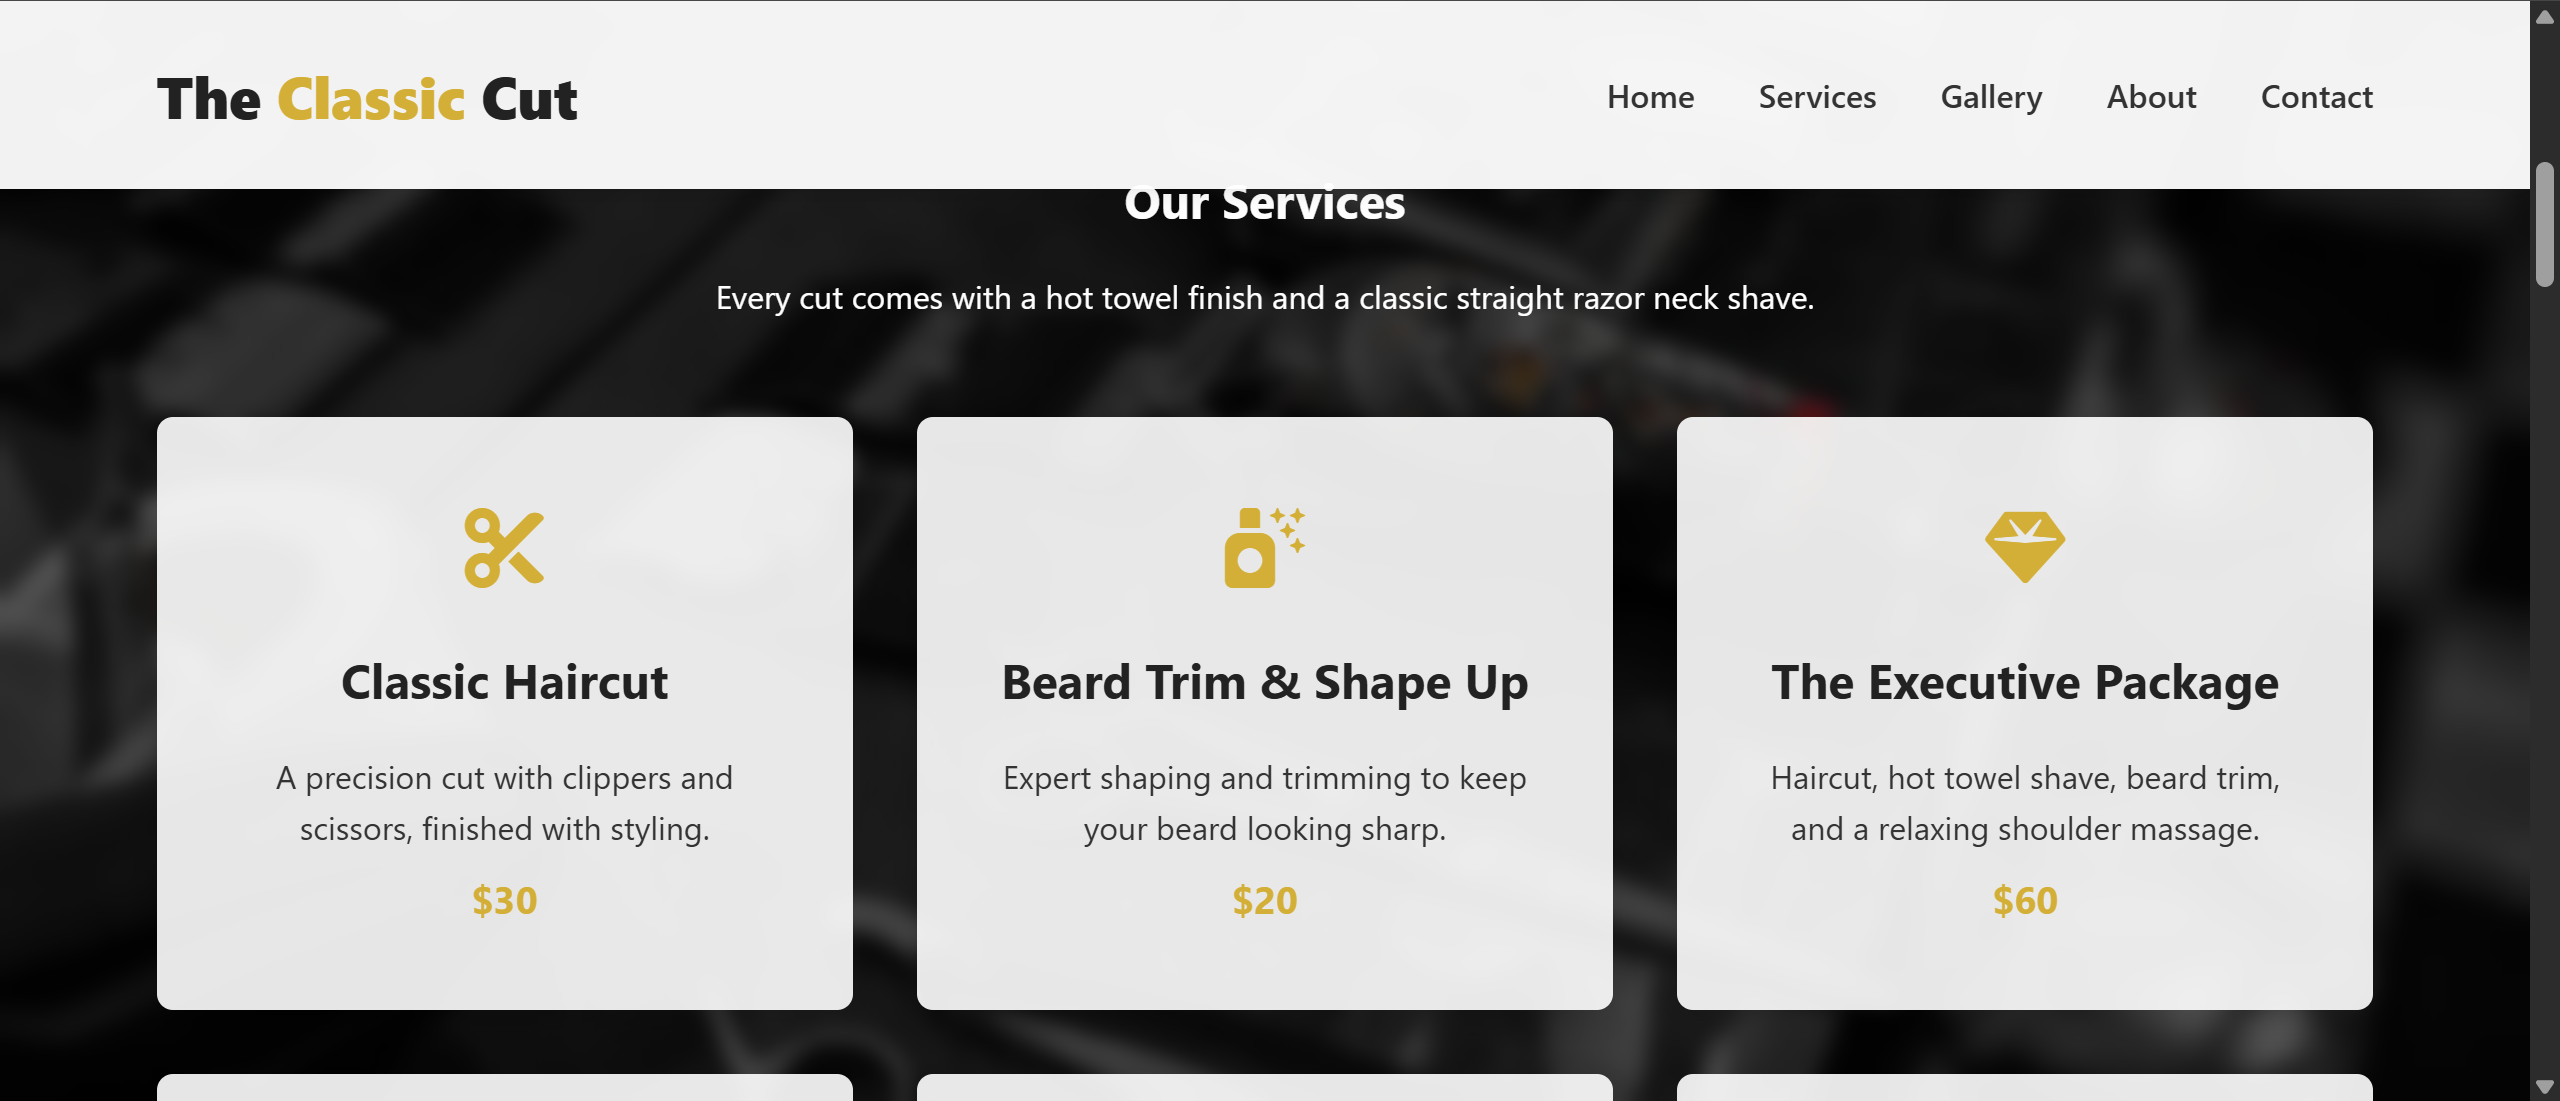 The Classic Cut
Home Services Gallery About Contact
Our Services
Every cut comes with a hot towel finish and a classic straight razor neck shave.
Classic Haircut
A precision cut with clippers and
scissors, finished with styling.
$30
Beard Trim & Shape Up
Expert shaping and trimming to keep
your beard looking sharp.
$20
The Executive Package
Haircut, hot towel shave, beard trim,
and a relaxing shoulder massage.
$60